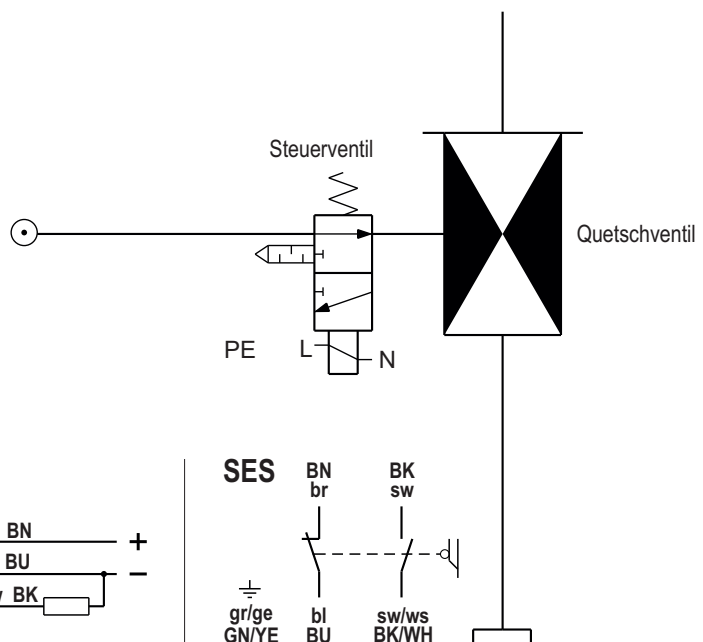 Steuerventil
Quetschventil
PE L N
SES
BN BK
br sw
BN +
BU –
BK
gr/ge bl sw/ws
GN/YE BU BK/WH